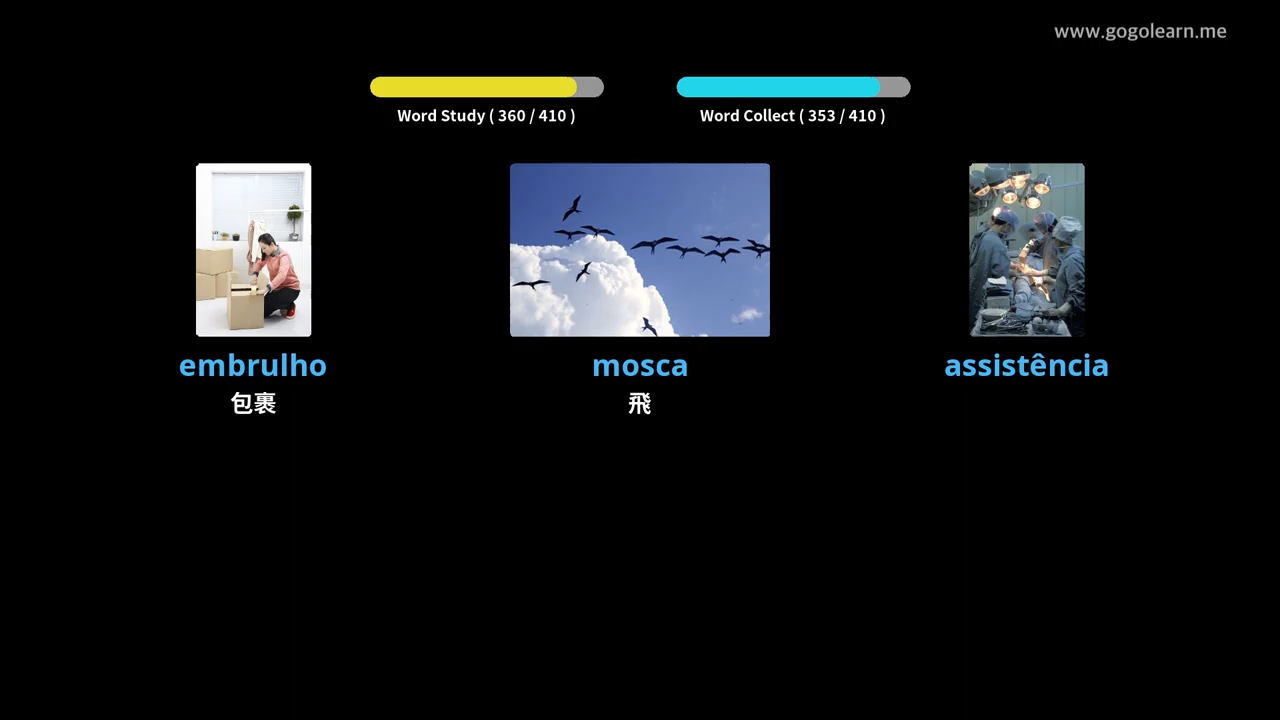 www.gogolearn.me
Word Study ( 360 / 410 )
Word Collect ( 353 / 410 )
embrulho
mosca
assistência
包裹
飛